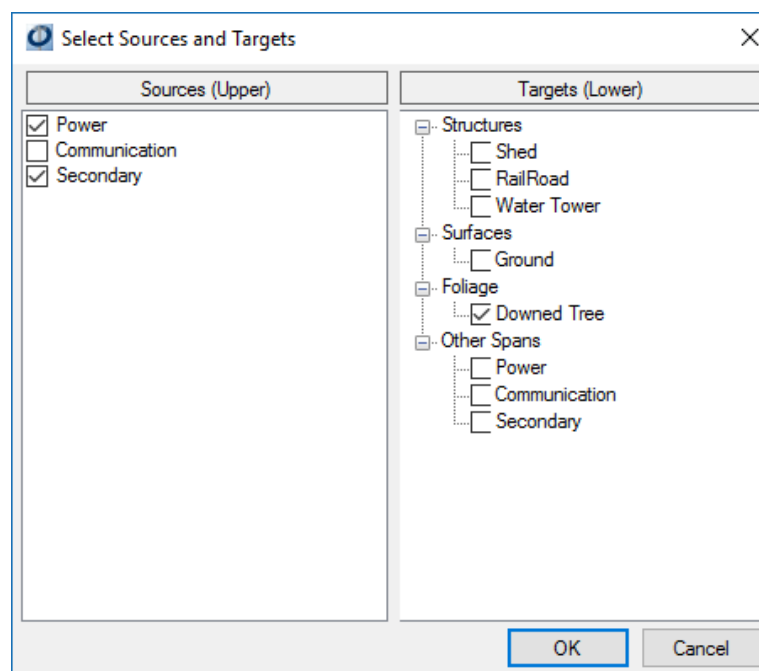 Select Sources and Targets
Sources (Upper)
Power
Communication
Secondary
Targets (Lower)
Structures
Shed
RailRoad
Water Tower
Surfaces
Ground
Foliage
Downed Tree
Other Spans
Power
Communication
Secondary
OK
Cancel